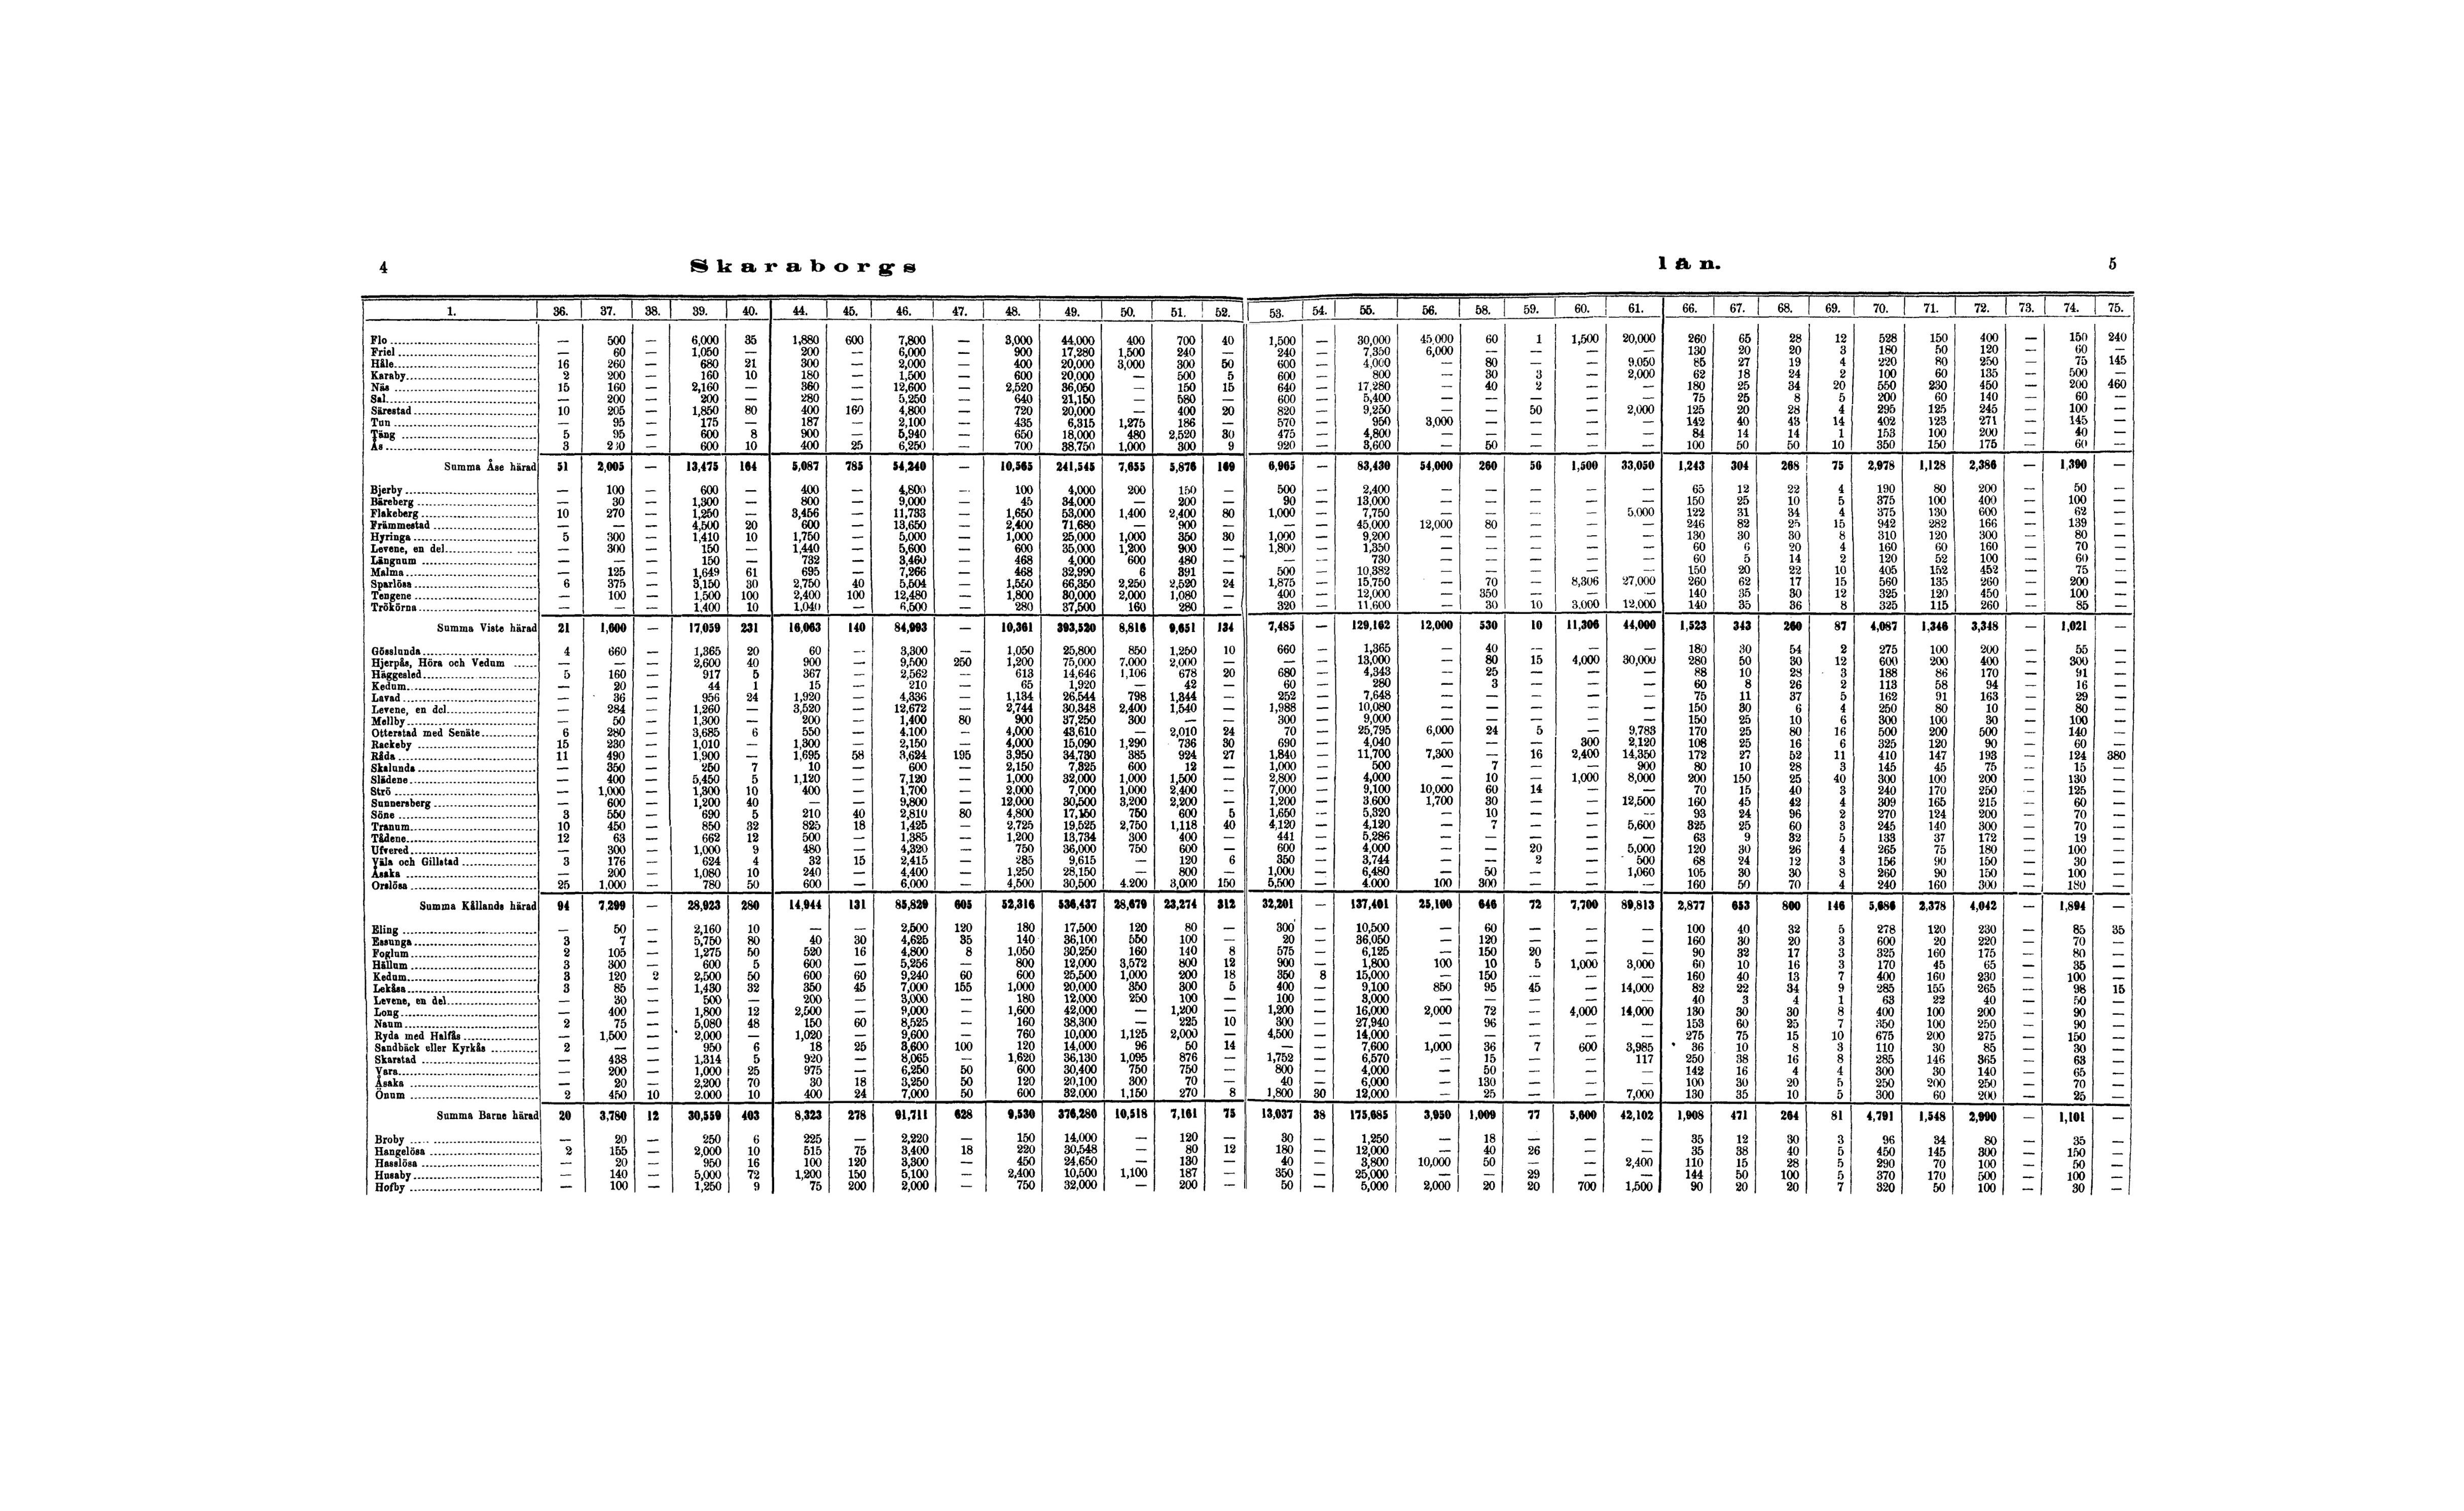 4 Skaraborgs län. 5
1. 36. 37. 38. 39. 40. 44. 45. 46. 47. 48. 49. 50. 51. 52. 53. 54. 55. 56. 58. 59. 60. 61. 66. 67. 68. 69. 70. 71. 72. 73. 74. 75.
Flo — 500 — 6,000 35 1,880 600 7,800 — 3,000 44,000 400 700 40 1,500 — 30,000 45,000 60 1 1,500 20,000 260 65 28 12 528 150 400 — 150 240
Friel — 60 — 1,050 — 200 — 6,000 — 900 17,280 1,500 240 — 240 — 7,350 6,000 — — — — 130 20 20 3 180 50 120 — 60 —
Håle 16 260 — 680 21 300 — 2,000 — 400 20,000 3,000 300 50 600 — 4,000 — 80 — — 9,050 85 27 19 4 220 80 250 — 75 145
Karaby 2 200 — 160 10 180 — 1,500 — 600 20,000 — 500 5 600 — 800 — 30 3 — 2,000 62 18 24 2 100 60 135 — 500 —
Näs 15 160 — 2,160 — 360 — 12,600 — 2,520 36,050 — 150 15 640 — 17,280 — 40 2 — — 180 25 34 20 550 230 450 — 200 460
Sal — 200 — 200 — 280 — 5,250 — 640 21,150 — 580 — 600 — 5,400 — — — — — 75 25 8 5 200 60 140 — 60 —
Särestad 10 205 — 1,850 80 400 160 4,800 — 720 20,000 — 400 20 820 — 9,250 — — 50 — 2,000 125 20 28 4 295 125 245 — 100 —
Tun — 95 — 175 — 187 — 2,100 — 435 6,315 1,275 186 — 570 — 950 3,000 — — — — 142 40 43 14 402 123 271 — 145 —
Täng 5 95 — 600 8 900 — 5,940 — 650 18,000 480 2,520 30 475 — 4,800 — — — — — 84 14 14 1 153 100 200 — 40 —
Ås 3 230 — 600 10 400 25 6,250 — 700 38,750 1,000 300 9 920 — 3,600 — 50 — — — 100 50 50 10 350 150 175 — 60 —
Summa Åse härad 51 2,005 — 13,475 164 5,087 785 54,240 — 10,565 241,545 7,655 5,876 169 6,965 — 83,430 54,000 260 56 1,500 33,050 1,243 304 268 75 2,978 1,128 2,386 — 1,390 —
Bjerby — 100 — 600 — 400 — 4,800 — 100 4,000 200 150 — 500 — 2,400 — — — — — 65 12 22 4 190 80 200 — 50 —
Bäreberg — 30 — 1,300 — 800 — 9,000 — 45 34,000 — 200 — 90 — 13,000 — — — — — 150 25 10 5 375 100 400 — 100 —
Flakeberg 10 270 — 1,250 — 3,456 — 11,733 — 1,650 53,000 1,400 2,400 80 1,000 — 7,750 — — — — 5,000 122 31 34 4 375 130 600 — 62 —
Främmestad — — — 4,500 20 600 — 13,650 — 2,400 71,680 — 900 — — — 45,000 12,000 80 — — — 246 82 25 15 942 282 166 — 139 —
Hyringa 5 300 — 1,410 10 1,750 — 5,000 — 1,000 25,000 1,000 350 30 1,000 — 9,200 — — — — — 130 30 30 8 310 120 300 — 80 —
Levene, en del — 300 — 150 — 1,440 — 5,600 — 600 35,000 1,200 900 — 1,800 — 1,350 — — — — — 60 6 20 4 160 60 160 — 70 —
Längnum — — — 150 — 732 — 3,460 — 468 4,000 600 480 — — — 730 — — — — — 60 5 14 2 120 52 100 — 60 —
Malma — 125 — 1,649 61 695 — 7,266 — 468 32,990 6 391 — 500 — 10,382 — — — — — 150 20 22 10 405 152 452 — 75 —
Sparlösa 6 375 — 3,150 30 2,750 40 5,504 — 1,550 66,350 2,250 2,520 24 1,875 — 15,750 — 70 — 8,306 27,000 260 62 17 15 560 135 260 — 200 —
Tengene — 100 — 1,500 100 2,400 100 12,480 — 1,800 30,000 2,000 1,080 — 400 — 12,000 — 350 — — — 140 35 30 12 325 120 450 — 100 —
Trökörna — — — 1,400 10 1,040 — 6,500 — 280 37,500 160 280 — 320 — 11,600 — 30 10 3,000 12,000 140 35 36 8 325 115 260 — 85 —
Summa Viste härad 21 1,600 — 17,059 231 16,063 140 84,993 — 10,361 393,520 8,816 9,651 134 7,485 — 129,162 12,000 530 10 11,306 44,000 1,523 343 260 87 4,087 1,346 3,348 — 1,021 —
Gösslunda 4 660 — 1,365 20 60 — 3,300 — 1,050 25,800 850 1,250 10 660 — 1,365 — 40 — — — 180 30 54 2 275 100 200 — 55 —
Hjerpås, Höra och Vedum — — — 2,600 40 900 — 9,500 250 1,200 75,000 7,000 2,000 — — — 13,000 — 80 15 4,000 30,000 280 50 30 12 600 200 400 — 300 —
Häggesled 5 160 — 917 5 367 — 2,562 — 613 14,646 1,106 678 20 680 — 4,343 — 25 — — — 88 10 28 3 188 86 170 — 91 —
Kedum — 20 — 44 1 15 — 210 — 65 1,920 — 42 — 60 — 280 — 3 — — — 60 8 26 2 113 58 94 — 16 —
Lavad — 36 — 956 24 1,920 — 4,336 — 1,134 26,544 798 1,344 — 252 — 7,648 — — — — — 75 11 37 5 162 91 163 — 29 —
Levene, en del — 284 — 1,260 — 3,520 — 12,672 — 2,744 30,348 2,400 1,540 — 1,988 — 10,080 — — — — — 150 30 6 4 250 80 10 — 80 —
Mellby — 50 — 1,300 — 200 — 1,400 80 900 37,250 300 — — 300 — 9,000 — — — — — 150 25 10 6 300 100 30 — 100 —
Otterstad med Senäte 6 280 — 3,685 6 550 — 4,100 — 4,000 43,610 — 2,010 24 70 — 25,795 6,000 24 5 — 9,783 170 25 80 16 500 200 500 — 140 —
Rackeby 15 230 — 1,010 — 1,300 — 2,150 — 4,000 15,090 1,290 736 30 690 — 4,040 — — — 300 2,120 108 25 16 6 325 120 90 — 60 —
Råda 11 490 — 1,900 — 1,695 58 3,624 195 3,950 34,730 385 924 27 1,840 — 11,700 7,300 — 16 2,400 14,350 172 27 52 11 410 147 193 — 124 380
Skalunda — 350 — 250 7 10 — 600 — 2,150 7,325 600 12 — 1,000 — 500 — 7 — — 900 80 10 28 3 145 45 75 — 15 —
Slädene — 400 — 5,450 5 1,120 — 7,120 — 1,000 32,000 1,000 1,500 — 2,800 — 4,000 — 10 — 1,000 8,000 200 150 25 40 300 100 200 — 130 —
Strö — 1,000 — 1,300 10 400 — 1,700 — 2,000 7,000 1,000 2,400 — 7,000 — 9,100 10,000 60 14 — — 70 15 40 3 240 170 250 — 125 —
Sunnersberg — 600 — 1,200 40 — — 9,800 — 12,000 30,500 3,200 2,200 — 1,200 — 3,600 1,700 30 — — 12,500 160 45 42 4 309 165 215 — 60 —
Söne 3 550 — 690 5 210 40 2,810 80 4,800 17,150 750 600 5 1,650 — 5,320 — 10 — — — 93 24 96 2 270 124 200 — 70 —
Tranum 10 450 — 850 32 825 18 1,425 — 2,725 19,525 2,750 1,118 40 4,120 — 4,120 — 7 — — 5,600 325 25 60 3 245 140 300 — 70 —
Tådene 12 63 — 662 12 500 — 1,385 — 1,200 13,734 300 400 — 441 — 5,286 — — — — — 63 9 32 5 133 37 172 — 19 —
Ufvered — 300 — 1,000 9 480 — 4,320 — 750 36,000 750 600 — 600 — 4,000 — — 20 — 5,000 120 30 26 4 265 75 180 — 100 —
Väla och Gillstad 3 176 — 624 4 32 15 2,415 — 285 9,615 — 120 6 350 — 3,744 — — 2 — 500 68 24 12 3 156 90 150 — 30 —
Åsaka — 200 — 1,080 10 240 — 4,400 — 1,250 28,150 — 800 — 1,000 — 6,480 — 50 — — 1,060 105 30 30 8 260 90 150 — 100 —
Orslösa 25 1,000 — 780 50 600 — 6,000 — 4,500 30,500 4,200 3,000 150 5,500 — 4,000 100 300 — — — 160 50 70 4 240 160 300 — 180 —
Summa Kållands härad 94 7,299 — 28,923 280 14,944 131 85,829 605 52,316 536,437 28,679 23,274 312 32,201 — 137,401 25,100 646 72 7,700 89,813 2,877 653 800 146 5,686 2,378 4,042 — 1,894 —
Eling — 50 — 2,160 10 — — 2,500 120 180 17,500 120 80 — 300 — 10,500 — 60 — — — 100 40 32 5 278 120 230 — 85 35
Essunga 3 7 — 5,750 80 40 30 4,625 35 140 36,100 550 100 — 20 — 36,050 — 120 — — — 160 30 20 3 600 20 220 — 70 —
Foglum 2 105 — 1,275 50 520 16 4,800 8 1,050 30,250 160 140 8 575 — 6,125 — 150 20 — — 90 32 17 3 325 160 175 — 80 —
Hällum 3 300 — 600 5 600 — 5,256 — 800 12,000 3,572 800 12 900 — 1,800 100 10 5 1,000 3,000 60 10 16 3 170 45 65 — 35 —
Kedum 3 120 2 2,500 50 600 60 9,240 60 600 25,500 1,000 200 18 350 8 15,000 — 150 — — — 160 40 13 7 400 160 230 — 100 —
Lekåsa 3 85 — 1,430 32 350 45 7,000 155 1,000 20,000 350 300 5 400 — 9,100 850 95 45 — 14,000 82 22 34 9 285 155 265 — 98 15
Levene, en del — 30 — 500 — 200 — 3,000 — 180 12,000 250 100 — 100 — 3,000 — — — — — 40 3 4 1 63 22 40 — 50 —
Long — 400 — 1,800 12 2,500 — 9,000 — 1,600 42,000 — 1,200 — 1,200 — 16,000 2,000 72 — 4,000 14,000 130 30 30 8 400 100 200 — 90 —
Naum 2 75 — 5,080 48 150 60 8,525 — 160 38,300 — 225 10 300 — 27,940 — 96 — — — 153 60 25 7 350 100 250 — 90 —
Ryda med Halfås — 1,500 — 2,000 — 1,020 — 9,600 — 760 10,000 1,125 2,000 — 4,500 — 14,000 — — — — — 275 75 15 10 675 200 275 — 150 —
Sandbäck eller Kyrkås 2 — — 950 6 18 25 3,600 100 120 14,000 96 50 14 — — 7,600 1,000 36 7 600 3,985 36 10 8 3 110 30 85 — 30 —
Skarstad — 438 — 1,314 5 920 — 8,065 — 1,620 36,130 1,095 876 — 1,752 — 6,570 — 15 — — 117 250 38 16 8 285 146 365 — 63 —
Vara — 200 — 1,000 25 975 — 6,250 50 600 30,400 750 750 — 800 — 4,000 — 50 — — — 142 16 4 4 300 30 140 — 65 —
Åsaka — 20 — 2,200 70 30 18 3,250 50 120 20,100 300 70 — 40 — 6,000 — 130 — — — 100 30 20 5 250 200 250 — 70 —
Önum 2 450 10 2,000 10 400 24 7,000 50 600 32,000 1,150 270 8 1,800 30 12,000 — 25 — — 7,000 130 35 10 5 300 60 200 — 25 —
Summa Barne härad 20 3,780 12 30,559 403 8,323 278 91,711 628 9,530 376,280 10,518 7,161 75 13,037 38 175,685 3,950 1,009 77 5,600 42,102 1,908 471 264 81 4,791 1,548 2,990 — 1,101 —
Broby — 20 — 250 6 225 — 2,220 — 150 14,000 — 120 — 30 — 1,250 — 18 — — — 35 12 30 3 96 34 80 — 35 —
Hangelösa 2 155 — 2,000 10 515 75 3,400 18 220 30,548 — 80 12 180 — 12,000 — 40 26 — — 35 38 40 5 450 145 300 — 150 —
Hasslösa — 20 — 950 16 100 120 3,300 — 450 24,650 — 130 — 40 — 3,800 10,000 50 — — 2,400 110 15 28 5 290 70 100 — 50 —
Husaby — 140 — 5,000 72 1,200 150 5,100 — 2,400 10,500 1,100 187 — 350 — 25,000 — — 29 — — 144 50 100 5 370 170 500 — 100 —
Hofby — 100 — 1,250 9 75 200 2,000 — 750 32,000 — 200 — 50 — 5,000 2,000 20 20 700 1,500 90 20 20 7 320 50 100 — 30 —